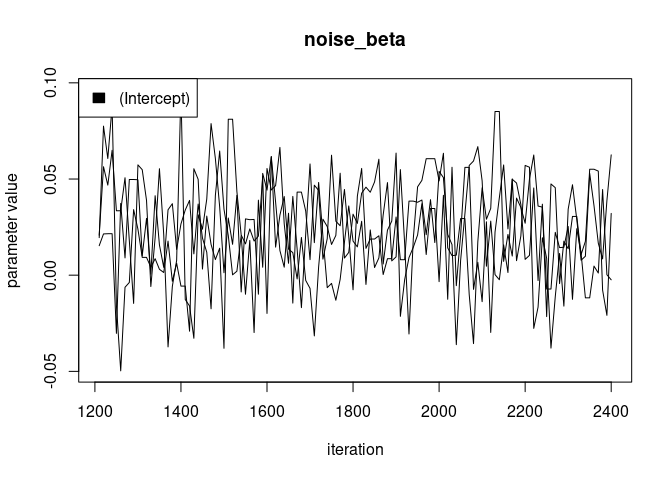 noise_beta
(Intercept)
parameter value
0.10
0.05
0.00
-0.05
1200 1400 1600 1800 2000 2200 2400
iteration